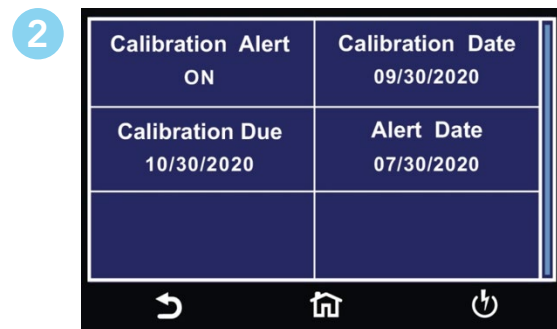 2
Calibration Alert
ON
Calibration Date
09/30/2020
Calibration Due
10/30/2020
Alert Date
07/30/2020